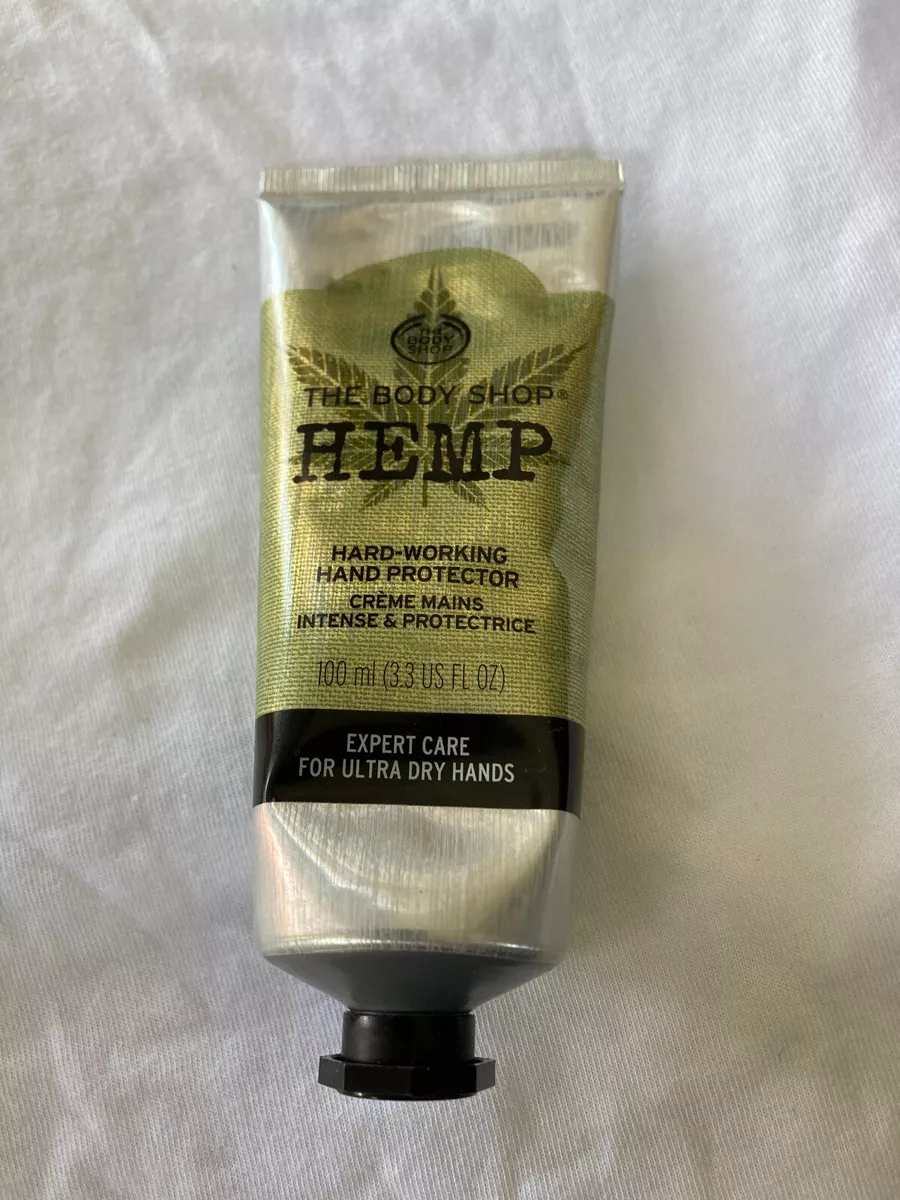 THE
BODY
SHOP
THE BODY SHOP®
HEMP
HARD-WORKING
HAND PROTECTOR
CRÈME MAINS
INTENSE & PROTECTRICE
100 ml (3.3 US FL OZ)
EXPERT CARE
FOR ULTRA DRY HANDS